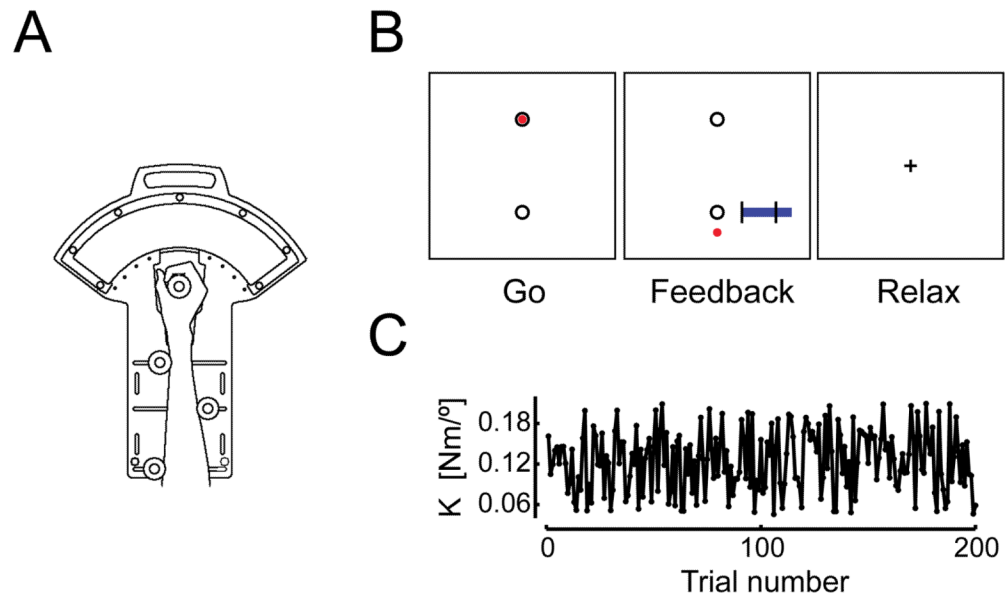 A
B
Go
Feedback
Relax
C
K [Nm/º]
0.18
0.12
0.06
0
100
200
Trial number